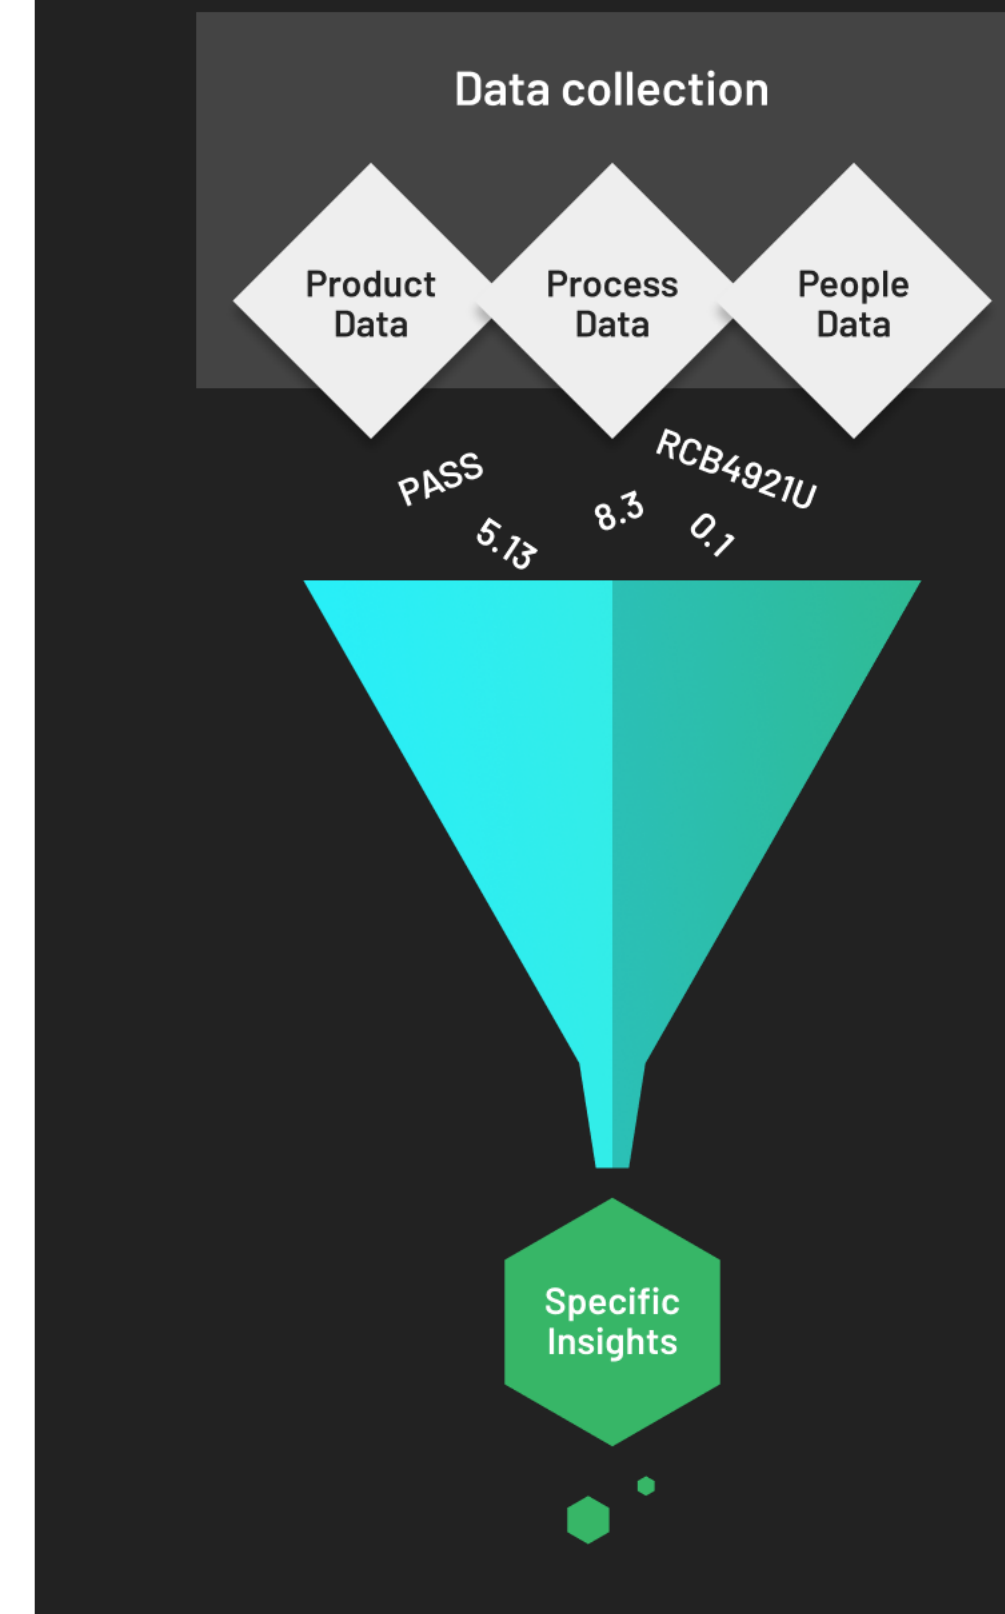 Data collection
Product
Data
Process
Data
People
Data
PASS
RCB4921U
5.13
8.3
0.1
Specific
Insights